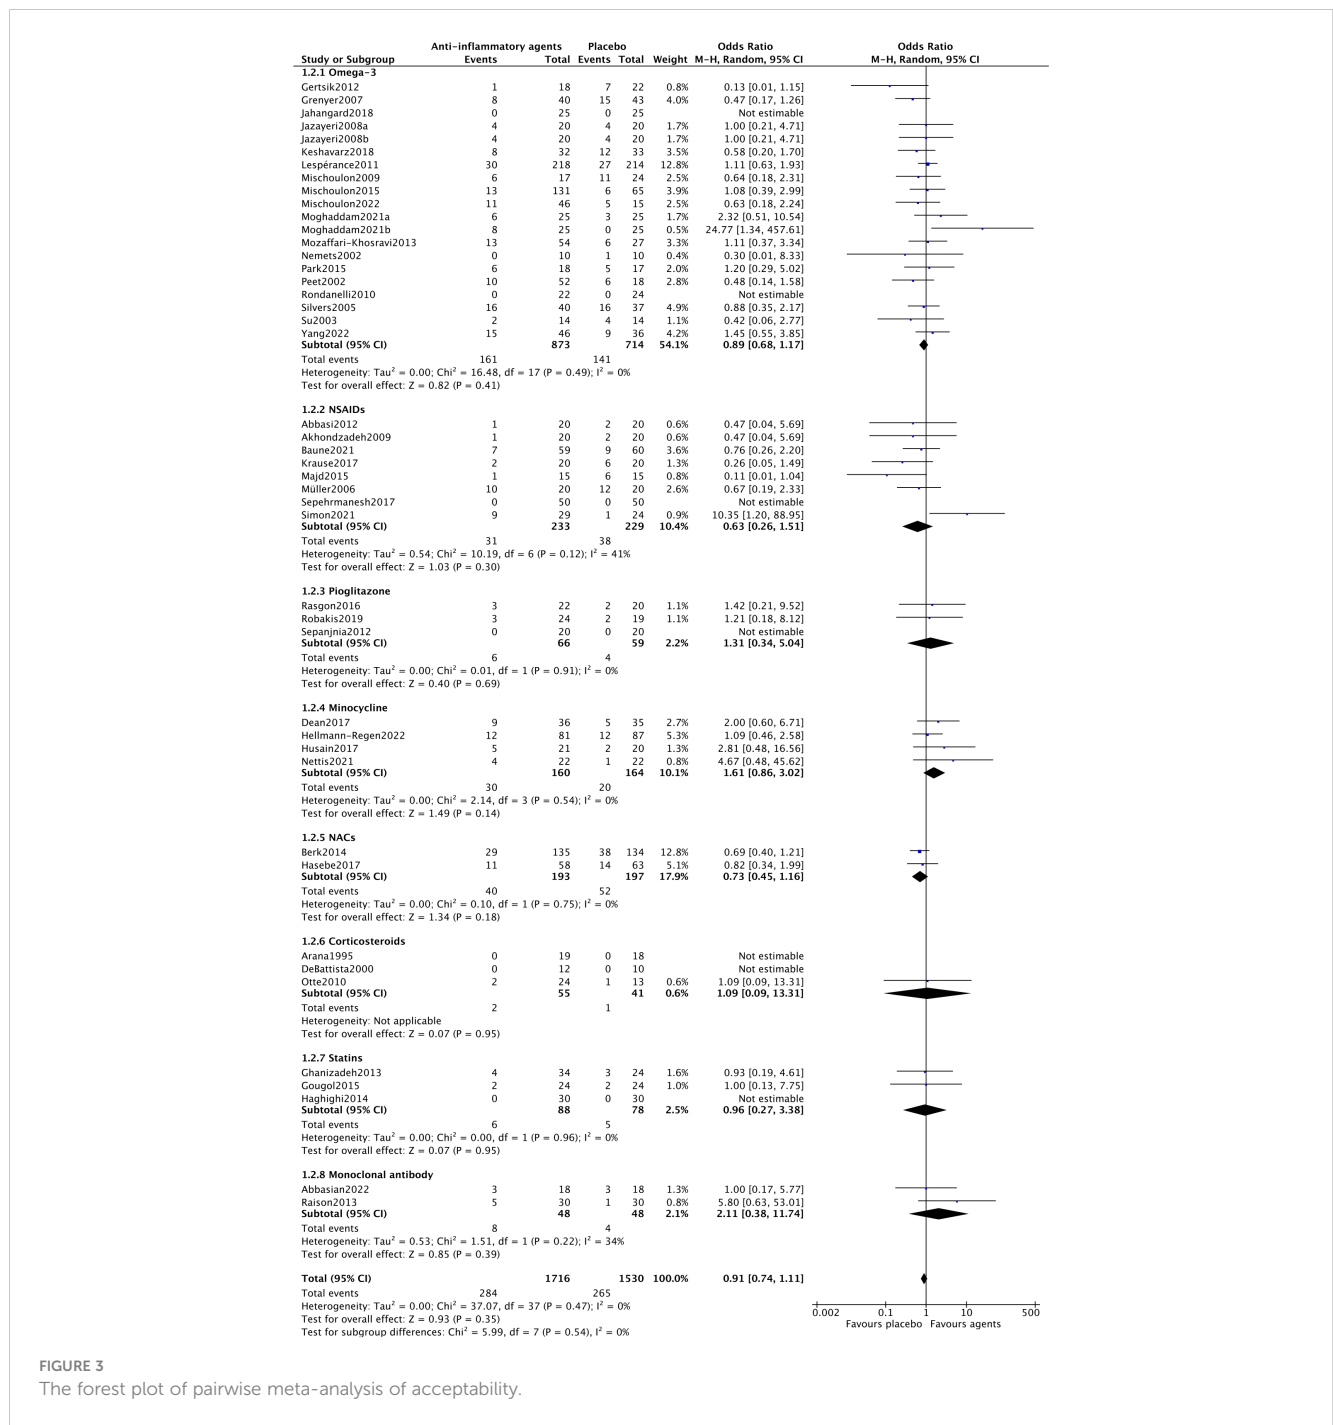 Anti-inflammatory agents Placebo Odds Ratio Odds Ratio
Study or Subgroup Events Total Events Total Weight M-H, Random, 95% CI M-H, Random, 95% CI
1.2.1 Omega-3
Gertsik2012 1 18 7 22 0.8% 0.13 [0.01, 1.15]
Grenyer2007 8 40 15 43 4.0% 0.47 [0.17, 1.26]
Jahangard2018 0 25 0 25 Not estimable
Jazayeri2008a 4 20 4 20 1.7% 1.00 [0.21, 4.71]
Jazayeri2008b 4 20 4 20 1.7% 1.00 [0.21, 4.71]
Keshavarz2018 8 32 12 33 3.5% 0.58 [0.20, 1.70]
Lespérance2011 30 218 27 214 12.8% 1.11 [0.63, 1.93]
Mischoulon2009 6 17 11 24 2.5% 0.64 [0.18, 2.31]
Mischoulon2015 13 131 6 65 3.9% 1.08 [0.39, 2.99]
Mischoulon2022 11 46 5 15 2.5% 0.63 [0.18, 2.24]
Moghaddam2021a 6 25 3 25 1.7% 2.32 [0.51, 10.54]
Moghaddam2021b 8 25 0 25 0.5% 24.77 [1.34, 457.61]
Mozaffari-Khosravi2013 13 54 6 27 3.3% 1.11 [0.37, 3.34]
Nemets2002 0 10 1 10 0.4% 0.30 [0.01, 8.33]
Park2015 6 18 5 17 2.0% 1.20 [0.29, 5.02]
Peet2002 10 52 6 18 2.8% 0.48 [0.14, 1.58]
Rondanelli2010 0 22 0 24 Not estimable
Silvers2005 16 40 16 37 4.9% 0.88 [0.35, 2.17]
Su2003 2 14 4 14 1.1% 0.42 [0.06, 2.77]
Yang2022 15 46 9 36 4.2% 1.45 [0.55, 3.85]
Subtotal (95% CI) 873 714 54.1% 0.89 [0.68, 1.17]
Total events 161 141
Heterogeneity: Tau² = 0.00; Chi² = 16.48, df = 17 (P = 0.49); I² = 0%
Test for overall effect: Z = 0.82 (P = 0.41)
1.2.2 NSAIDs
Abbasi2012 1 20 2 20 0.6% 0.47 [0.04, 5.69]
Akhondzadeh2009 1 20 2 20 0.6% 0.47 [0.04, 5.69]
Baune2021 7 59 9 60 3.6% 0.76 [0.26, 2.20]
Krause2017 2 20 6 20 1.3% 0.26 [0.05, 1.49]
Majd2015 1 15 6 15 0.8% 0.11 [0.01, 1.04]
Müller2006 10 20 12 20 2.6% 0.67 [0.19, 2.33]
Sepehrmanesh2017 0 50 0 50 Not estimable
Simon2021 9 29 1 24 0.9% 10.35 [1.20, 88.95]
Subtotal (95% CI) 233 229 10.4% 0.63 [0.26, 1.51]
Total events 31 38
Heterogeneity: Tau² = 0.54; Chi² = 10.19, df = 6 (P = 0.12); I² = 41%
Test for overall effect: Z = 1.03 (P = 0.30)
1.2.3 Pioglitazone
Rasgon2016 3 22 2 20 1.1% 1.42 [0.21, 9.52]
Robakis2019 3 24 2 19 1.1% 1.21 [0.18, 8.12]
Sepanjnia2012 0 20 0 20 Not estimable
Subtotal (95% CI) 66 59 2.2% 1.31 [0.34, 5.04]
Total events 6 4
Heterogeneity: Tau² = 0.00; Chi² = 0.01, df = 1 (P = 0.91); I² = 0%
Test for overall effect: Z = 0.40 (P = 0.69)
1.2.4 Minocycline
Dean2017 9 36 5 35 2.7% 2.00 [0.60, 6.71]
Hellmann-Regen2022 12 81 12 87 5.3% 1.09 [0.46, 2.58]
Husain2017 5 21 2 20 1.3% 2.81 [0.48, 16.56]
Nettis2021 4 22 1 22 0.8% 4.67 [0.48, 45.62]
Subtotal (95% CI) 160 164 10.1% 1.61 [0.86, 3.02]
Total events 30 20
Heterogeneity: Tau² = 0.00; Chi² = 2.14, df = 3 (P = 0.54); I² = 0%
Test for overall effect: Z = 1.49 (P = 0.14)
1.2.5 NACs
Berk2014 29 135 38 134 12.8% 0.69 [0.40, 1.21]
Hasebe2017 11 58 14 63 5.1% 0.82 [0.34, 1.99]
Subtotal (95% CI) 193 197 17.9% 0.73 [0.45, 1.16]
Total events 40 52
Heterogeneity: Tau² = 0.00; Chi² = 0.10, df = 1 (P = 0.75); I² = 0%
Test for overall effect: Z = 1.34 (P = 0.18)
1.2.6 Corticosteroids
Arana1995 0 19 0 18 Not estimable
DeBattista2000 0 12 0 10 Not estimable
Otte2010 2 24 1 13 0.6% 1.09 [0.09, 13.31]
Subtotal (95% CI) 55 41 0.6% 1.09 [0.09, 13.31]
Total events 2 1
Heterogeneity: Not applicable
Test for overall effect: Z = 0.07 (P = 0.95)
1.2.7 Statins
Ghanizadeh2013 4 34 3 24 1.6% 0.93 [0.19, 4.61]
Gougol2015 2 24 2 24 1.0% 1.00 [0.13, 7.75]
Haghighi2014 0 30 0 30 Not estimable
Subtotal (95% CI) 88 78 2.5% 0.96 [0.27, 3.38]
Total events 6 5
Heterogeneity: Tau² = 0.00; Chi² = 0.00, df = 1 (P = 0.96); I² = 0%
Test for overall effect: Z = 0.07 (P = 0.95)
1.2.8 Monoclonal antibody
Abbasian2022 3 18 3 18 1.3% 1.00 [0.17, 5.77]
Raison2013 5 30 1 30 0.8% 5.80 [0.63, 53.01]
Subtotal (95% CI) 48 48 2.1% 2.11 [0.38, 11.74]
Total events 8 4
Heterogeneity: Tau² = 0.53; Chi² = 1.51, df = 1 (P = 0.22); I² = 34%
Test for overall effect: Z = 0.85 (P = 0.39)
Total (95% CI) 1716 1530 100.0% 0.91 [0.74, 1.11]
Total events 284 265
Heterogeneity: Tau² = 0.00; Chi² = 37.07, df = 37 (P = 0.47); I² = 0%
Test for overall effect: Z = 0.93 (P = 0.35)
Test for subgroup differences: Chi² = 5.99, df = 7 (P = 0.54), I² = 0%
0.002 0.1 1 10 500
Favours placebo Favours agents
FIGURE 3
The forest plot of pairwise meta-analysis of acceptability.